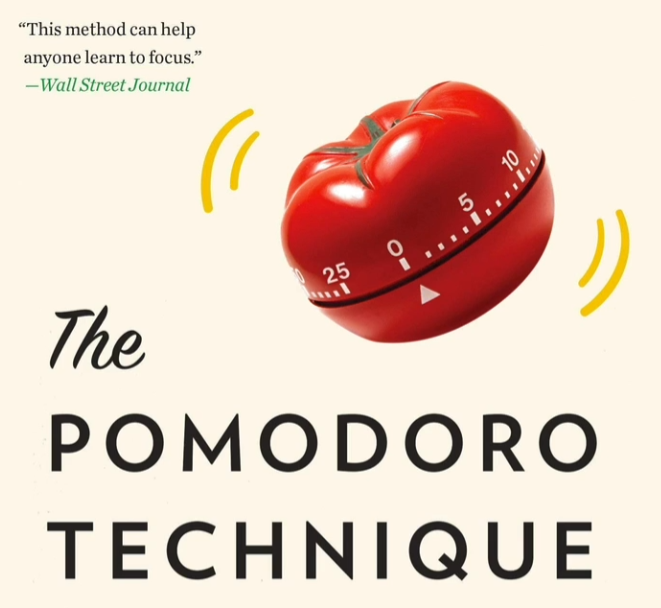 “This method can help
anyone learn to focus.”
—Wall Street Journal
10
5
0
25
The
POMODORO
TECHNIQUE